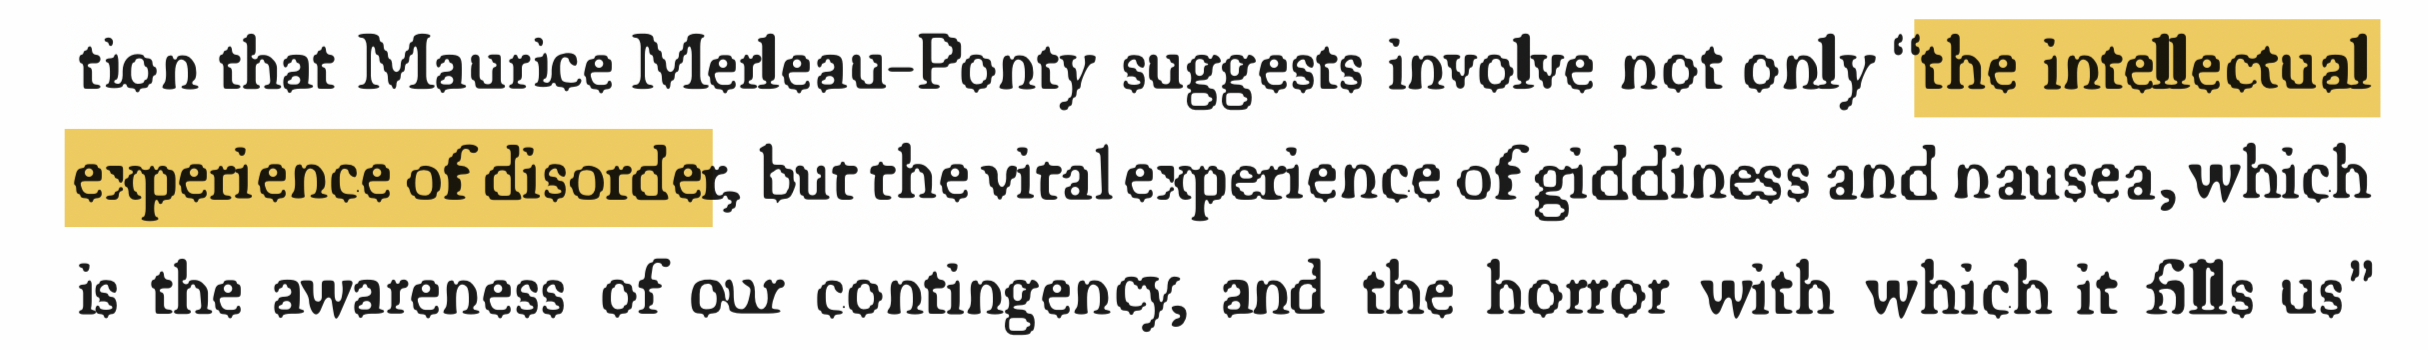 tion that Maurice Merleau-Ponty suggests involve not only “the intellectual
experience of disorder, but the vital experience of giddiness and nausea, which
is the awareness of our contingency, and the horror with which it fills us”